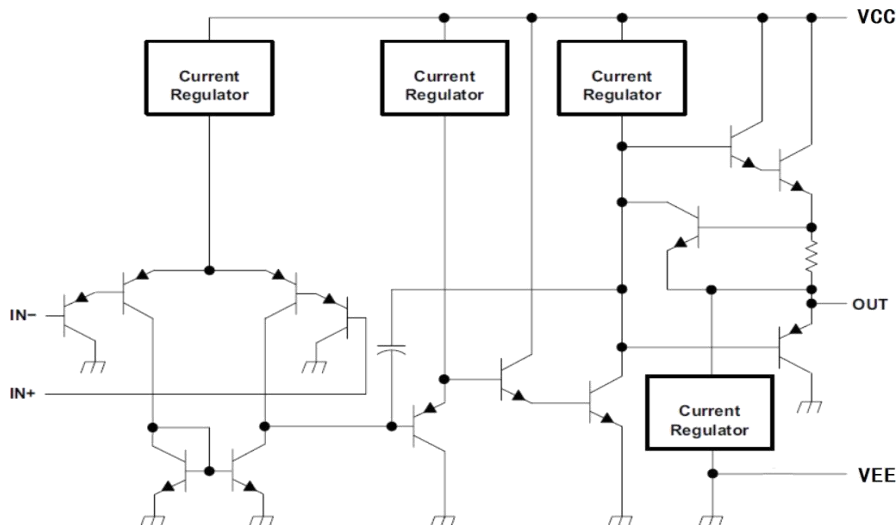 VCC
Current
Regulator
Current
Regulator
Current
Regulator
IN−
OUT
IN+
Current
Regulator
VEE